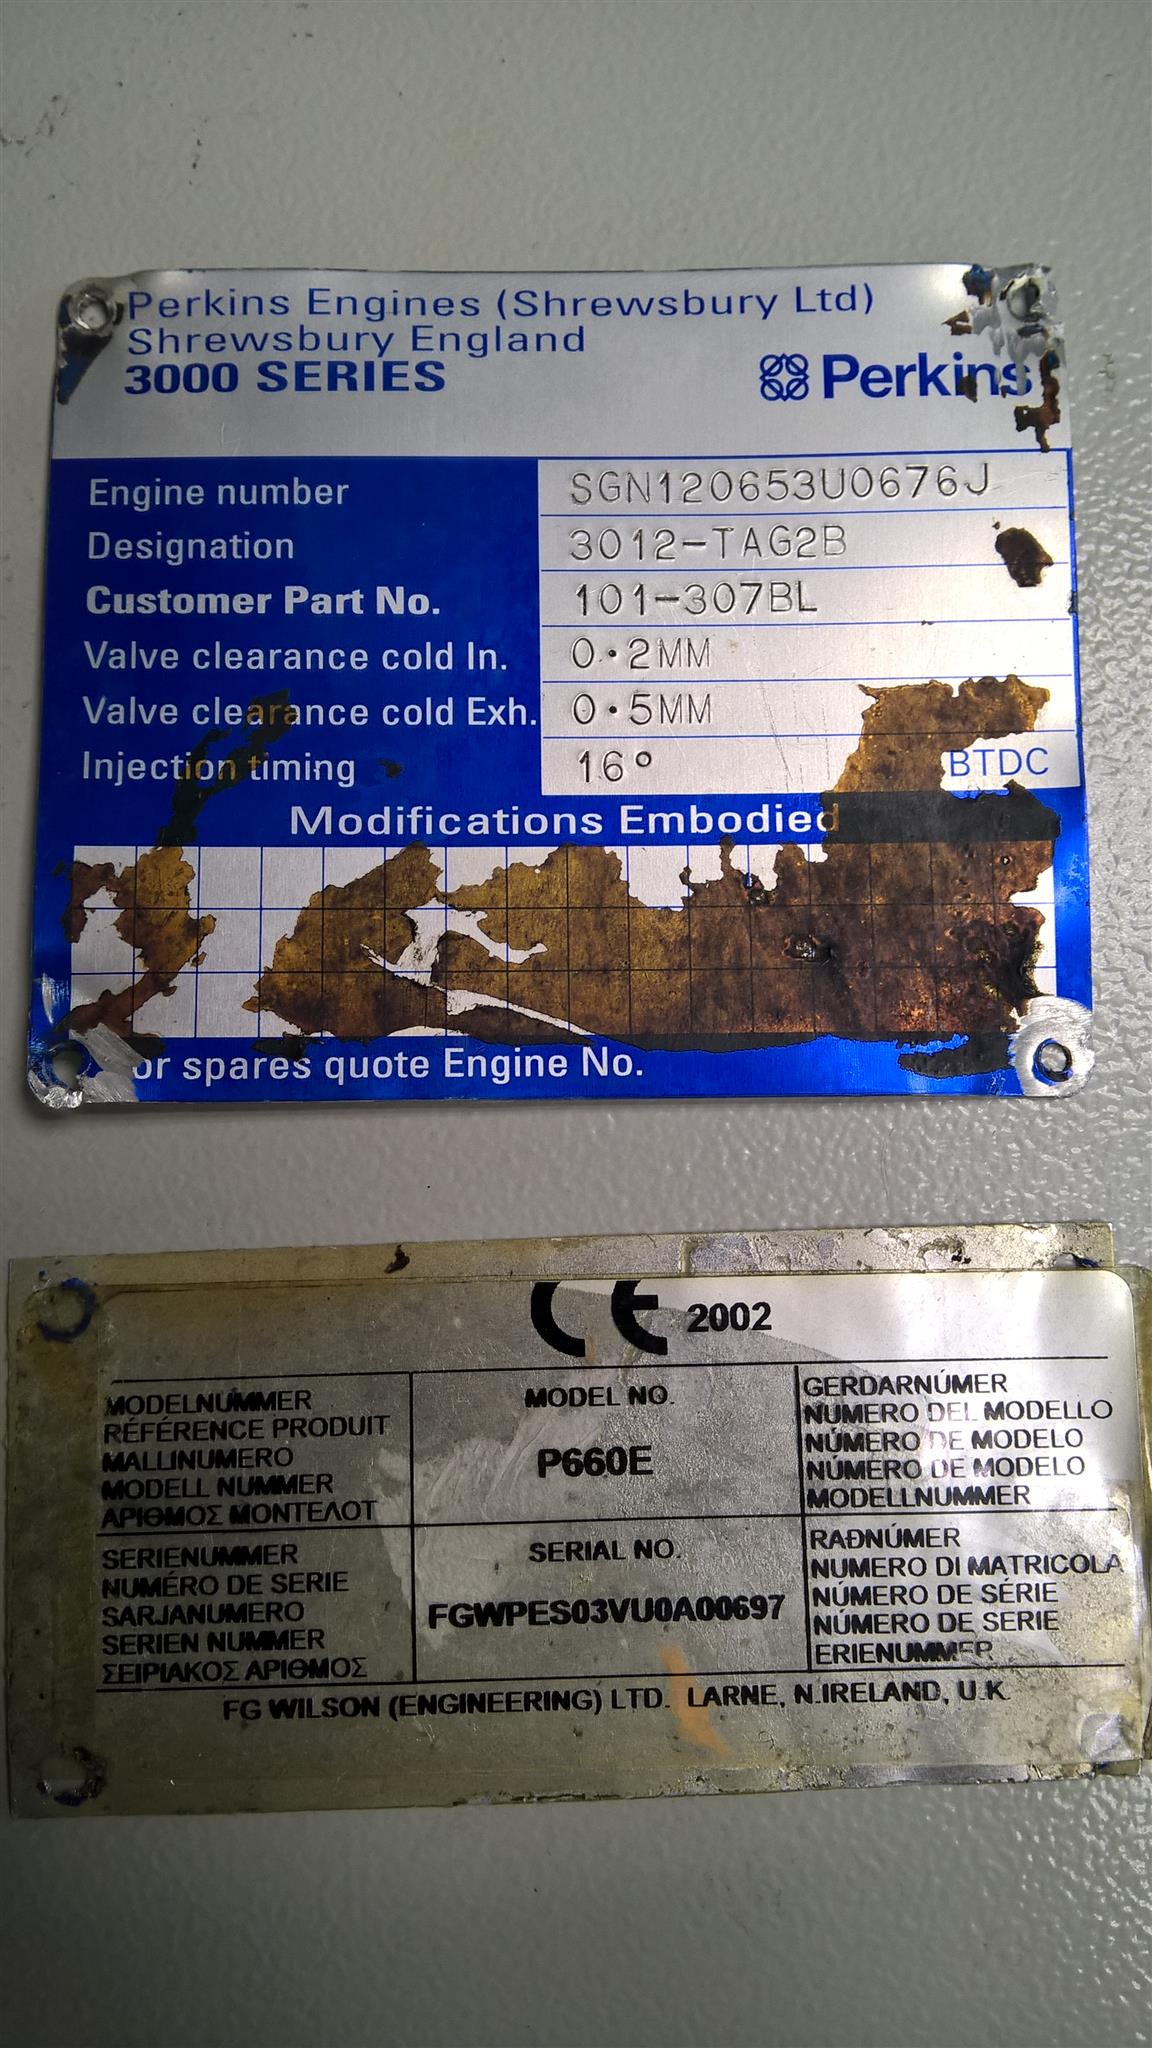 Perkins Engines (Shrewsbury Ltd)
Shrewsbury England
3000 SERIES
Perkins
Engine number SGN120653U0676J
Designation 3012-TAG2B
Customer Part No. 101-307BL
Valve clearance cold In. 0·2MM
Valve clearance cold Exh. 0·5MM
Injection timing 16° BTDC
Modifications Embodied
or spares quote Engine No.
CE 2002
MODELNUMMER
RÉFÉRENCE PRODUIT
MALLINUMERO
MODELL NUMMER
ΑΡΙΘΜΟΣ ΜΟΝΤΕΛΟΤ
MODEL NO.
P660E
GERDARNÚMER
NUMERO DEL MODELLO
NÚMERO DE MODELO
NÚMERO DE MODELO
MODELLNUMMER
SERIENUMMER
NUMÉRO DE SERIE
SARJANUMERO
SERIEN NUMMER
ΣΕΙΡΙΑΚΟΣ ΑΡΙΘΜΟΣ
SERIAL NO.
FGWPES03VU0A00697
RAÐNÚMER
NUMERO DI MATRICOLA
NÚMERO DE SÉRIE
NÚMERO DE SERIE
ERIENUMMER
FG WILSON (ENGINEERING) LTD. LARNE, N.IRELAND, U.K.